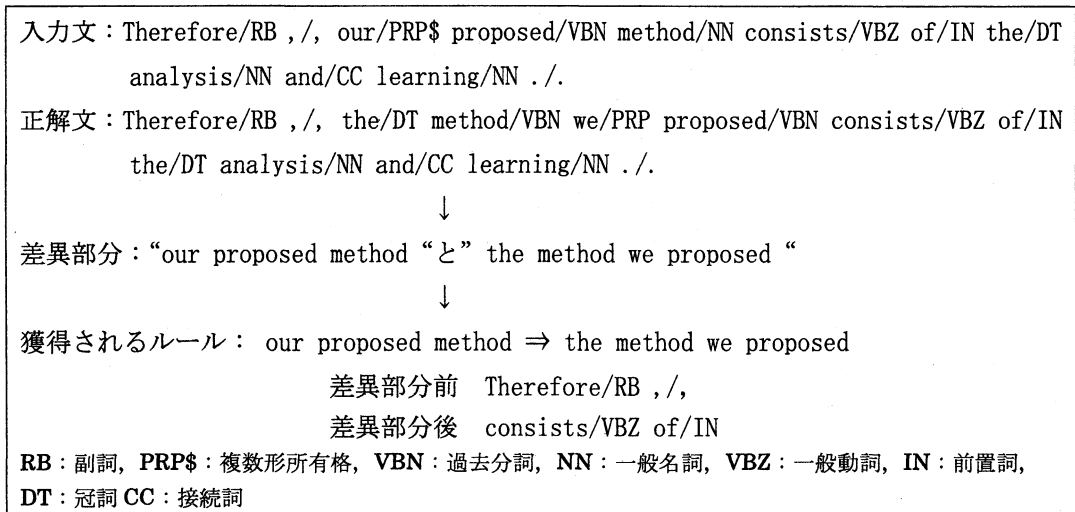 入力文：Therefore/RB ,/, our/PRP$ proposed/VBN method/NN consists/VBZ of/IN the/DT
analysis/NN and/CC learning/NN ./.
正解文：Therefore/RB ,/, the/DT method/VBN we/PRP proposed/VBN consists/VBZ of/IN
the/DT analysis/NN and/CC learning/NN ./.
↓
差異部分：“our proposed method “と” the method we proposed “
↓
獲得されるルール： our proposed method ⇒ the method we proposed
差異部分前 Therefore/RB ,/,
差異部分後 consists/VBZ of/IN
RB：副詞, PRP$：複数形所有格, VBN：過去分詞, NN：一般名詞, VBZ：一般動詞, IN：前置詞,
DT：冠詞 CC：接続詞